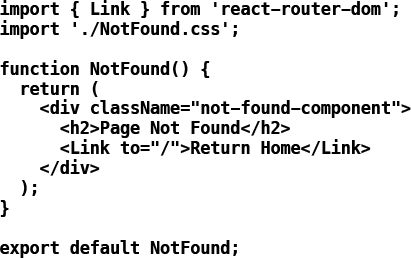 import { Link } from 'react-router-dom';
import './NotFound.css';

function NotFound() {
  return (
    <div className="not-found-component">
      <h2>Page Not Found</h2>
      <Link to="/">Return Home</Link>
    </div>
  );
}

export default NotFound;